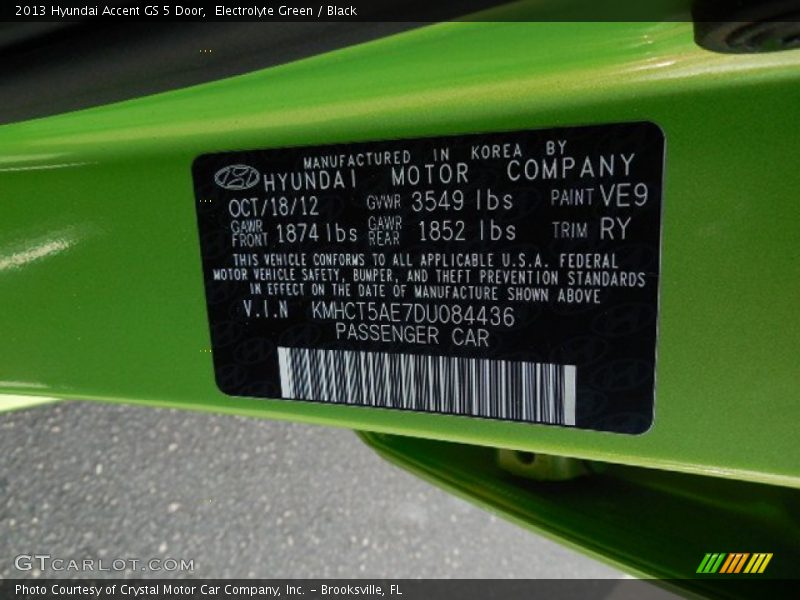 2013 Hyundai Accent GS 5 Door,  Electrolyte Green / Black
MANUFACTURED IN KOREA BY
HYUNDAI MOTOR COMPANY
OCT/18/12 GVWR 3549 lbs PAINT VE9
GAWR FRONT 1874 lbs GAWR REAR 1852 lbs TRIM RY
THIS VEHICLE CONFORMS TO ALL APPLICABLE U.S.A. FEDERAL
MOTOR VEHICLE SAFETY, BUMPER, AND THEFT PREVENTION STANDARDS
IN EFFECT ON THE DATE OF MANUFACTURE SHOWN ABOVE
V.I.N KMHCT5AE7DU084436
PASSENGER CAR
GTCARLOT.COM
Photo Courtesy of Crystal Motor Car Company, Inc. – Brooksville, FL